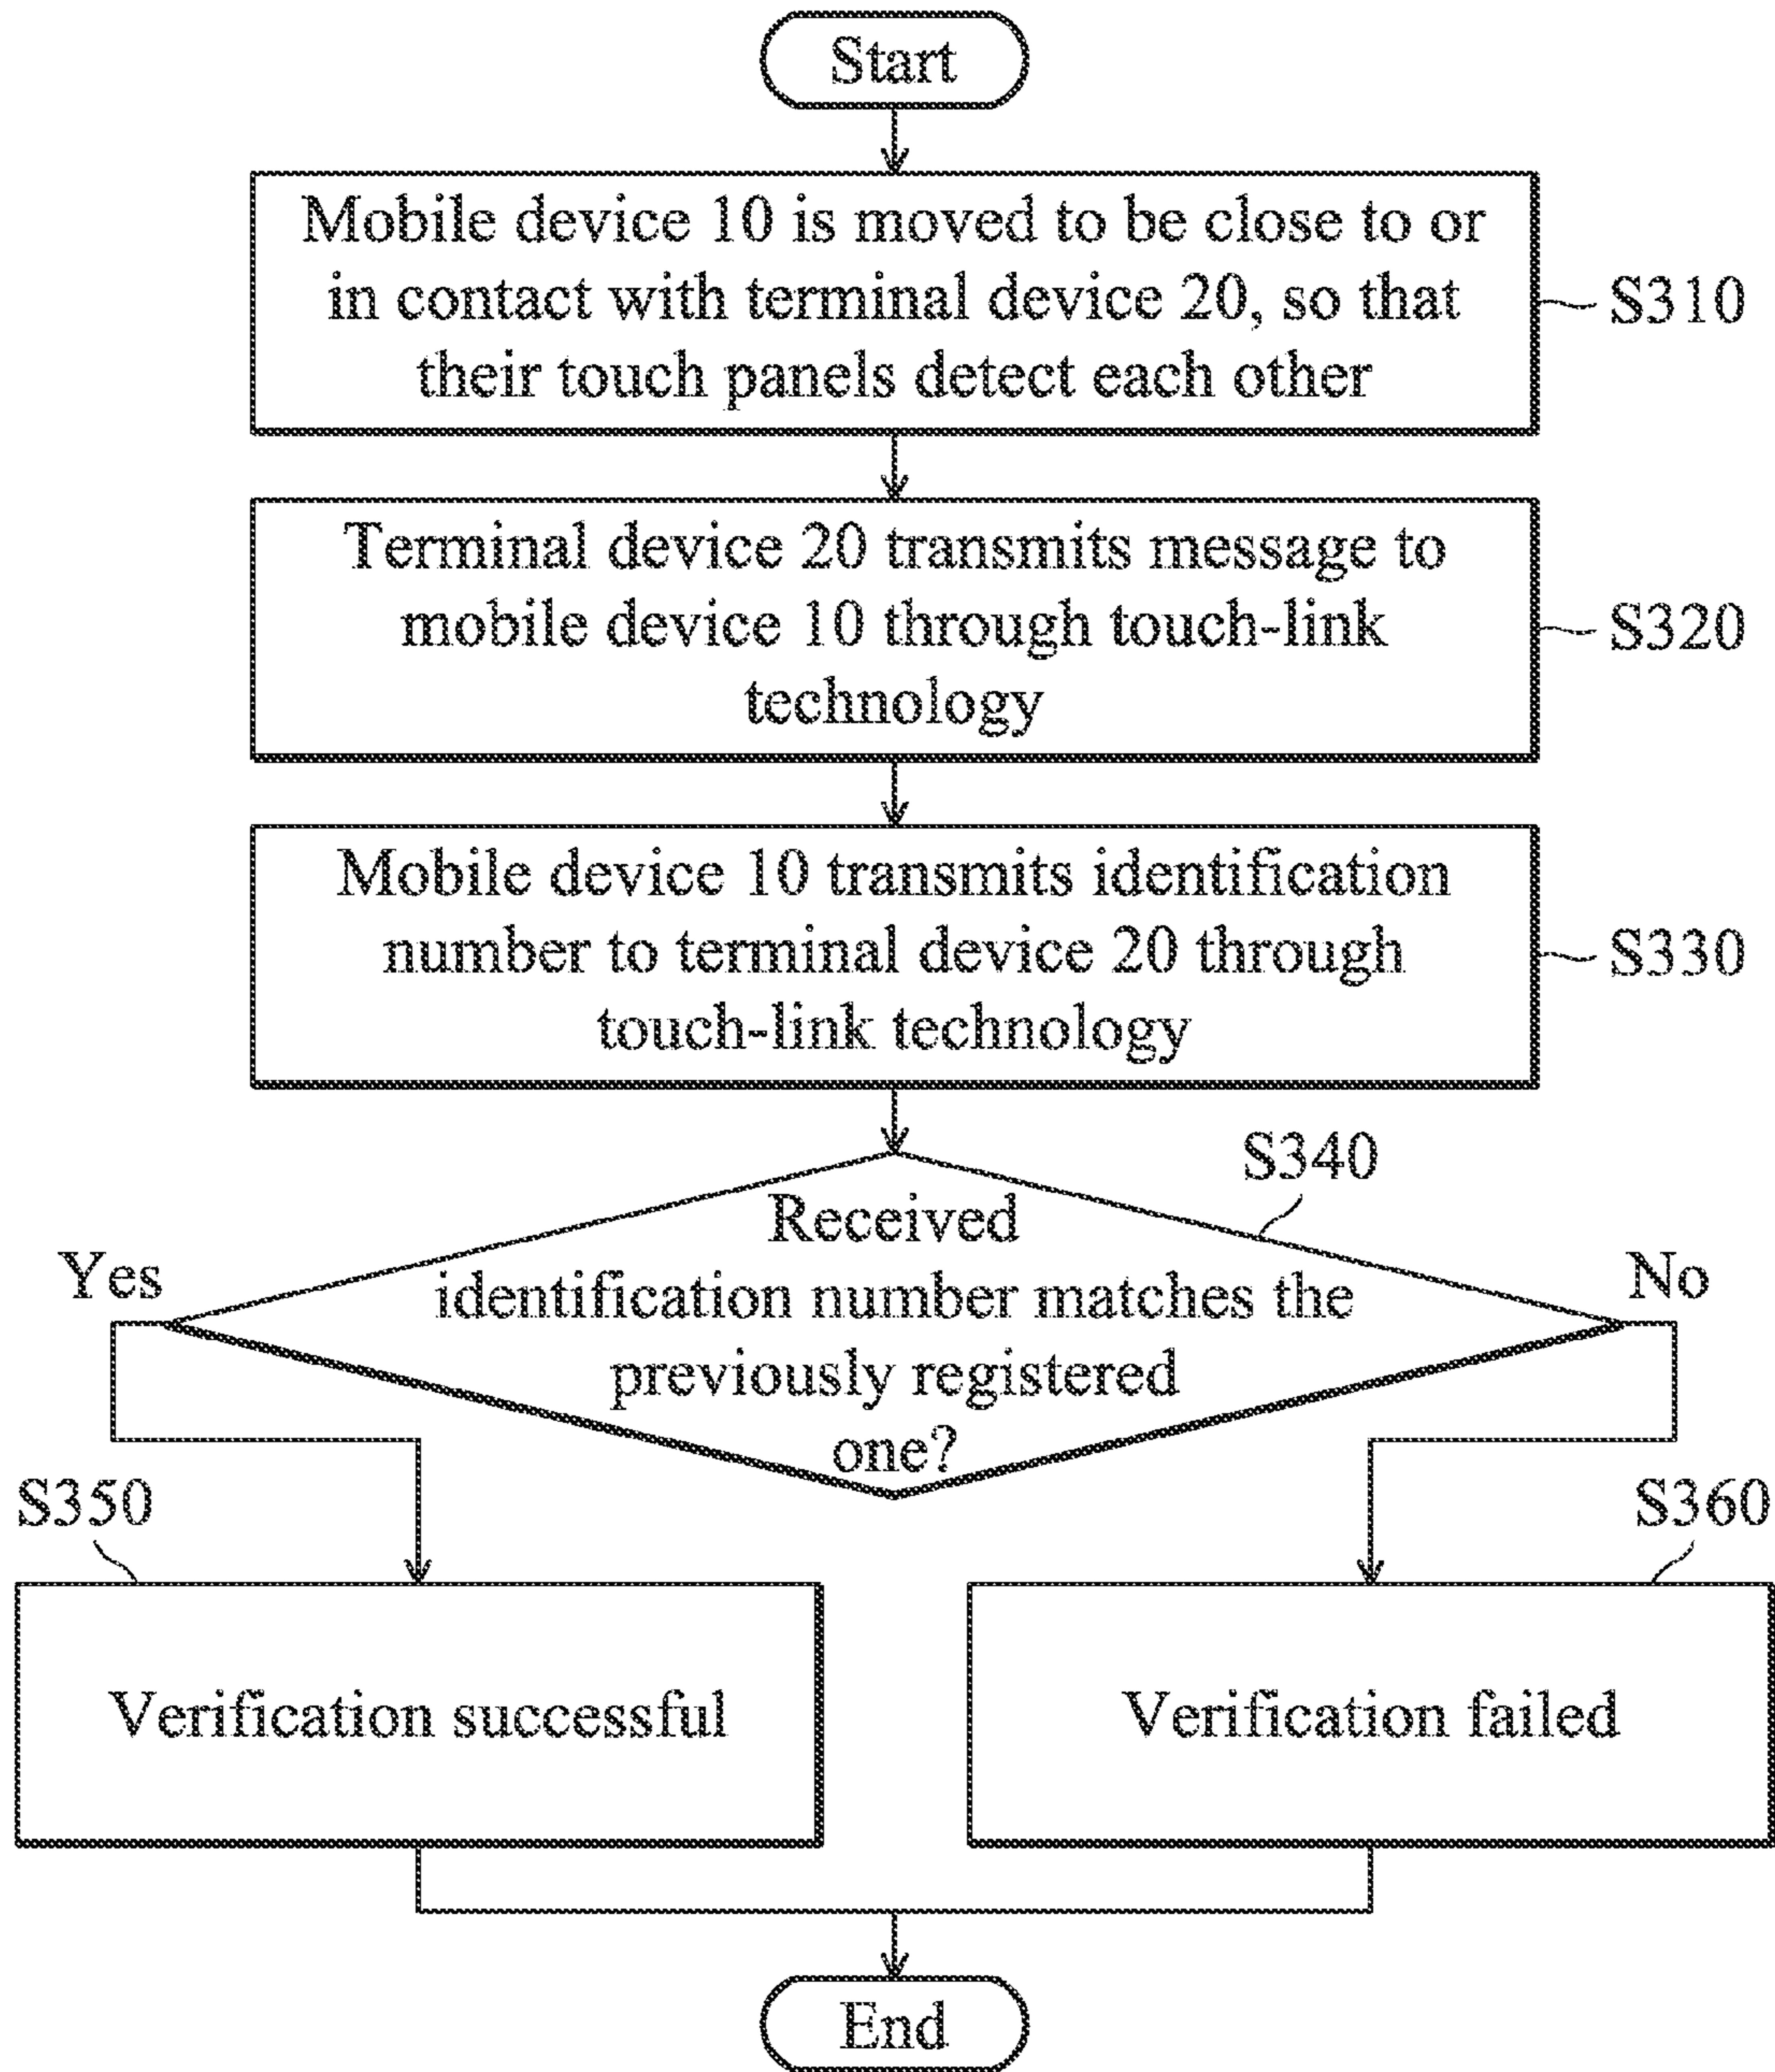 Start
Mobile device 10 is moved to be close to or
in contact with terminal device 20, so that
their touch panels detect each other
S310
Terminal device 20 transmits message to
mobile device 10 through touch-link
technology
S320
Mobile device 10 transmits identification
number to terminal device 20 through
touch-link technology
S330
S340
Received
identification number matches the
previously registered
one?
Yes
No
S350
Verification successful
S360
Verification failed
End